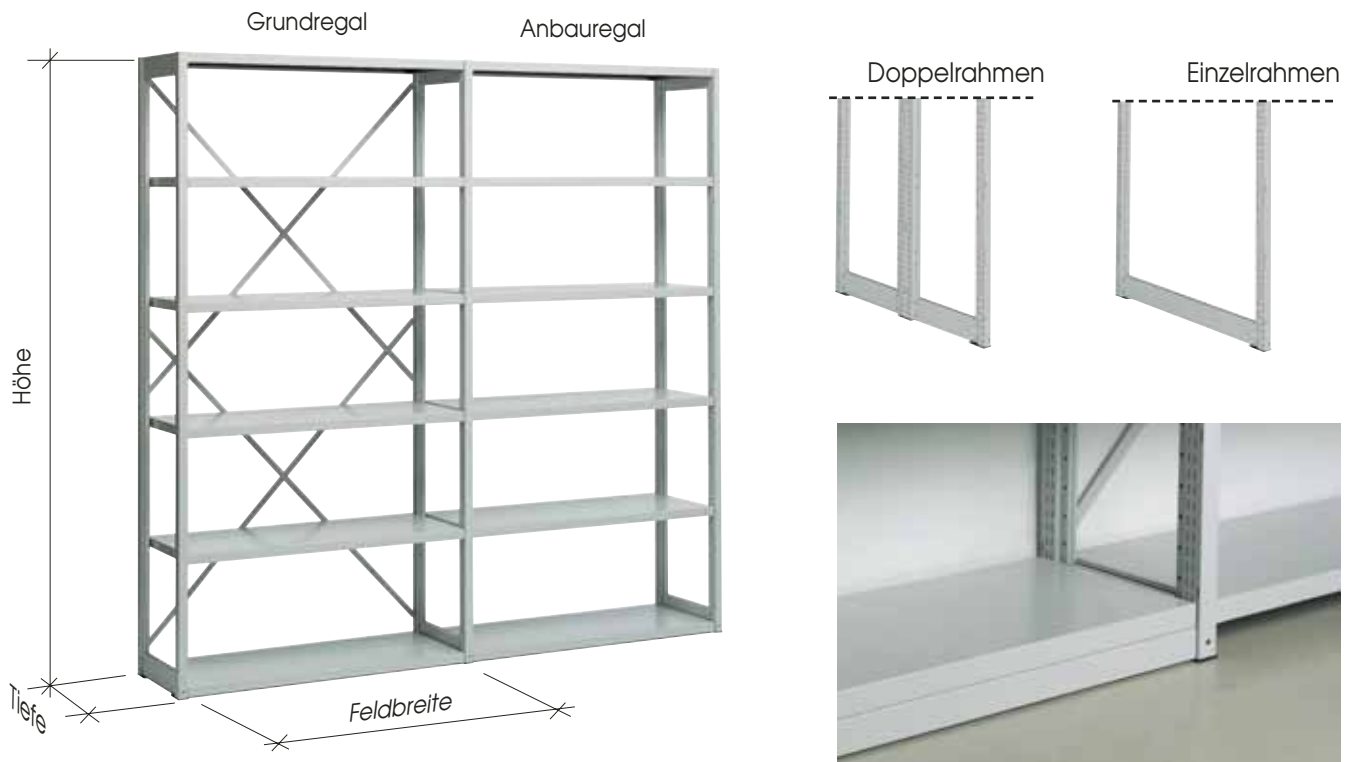 Grundregal
Anbauregal
Doppelrahmen
Einzelrahmen
Höhe
Tiefe
Feldbreite